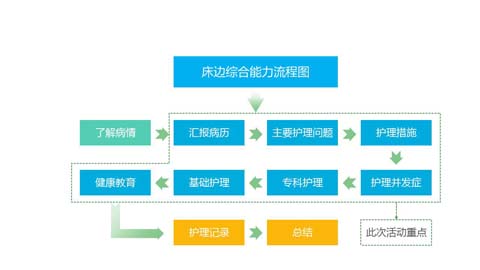 床边综合能力流程图
了解病情
汇报病历
主要护理问题
护理措施
健康教育
基础护理
专科护理
护理并发症
护理记录
总结
此次活动重点